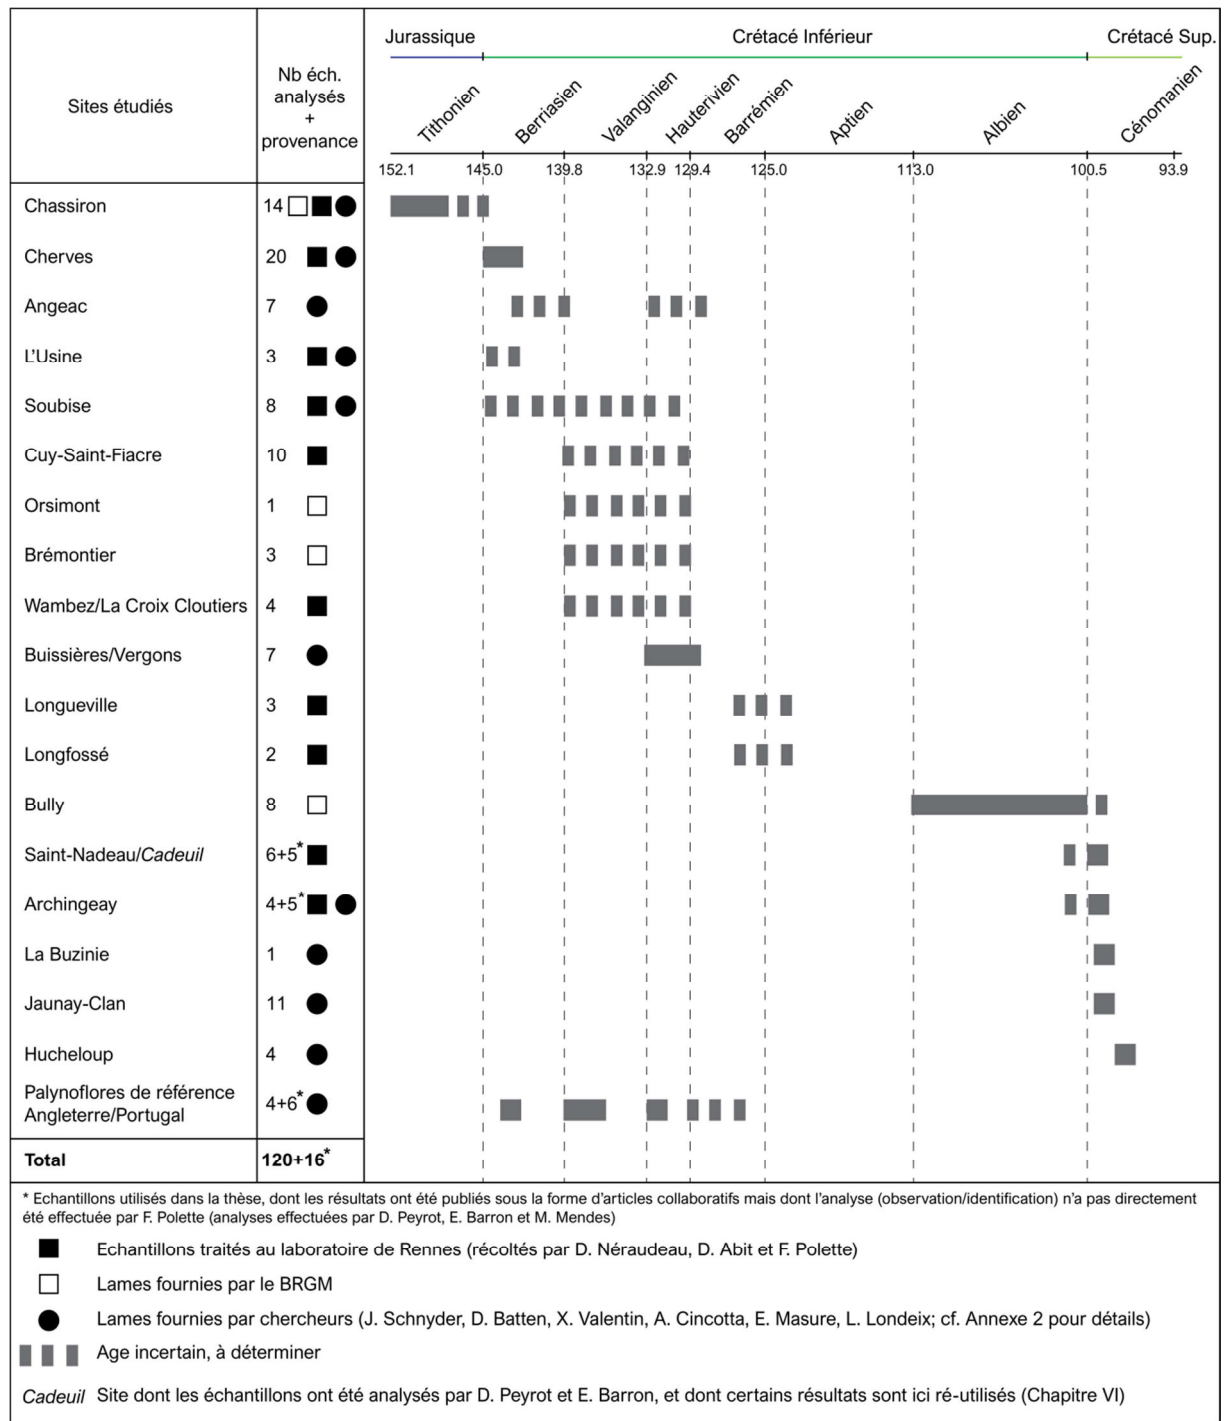 Sites étudiés
Nb éch.
analysés
+
provenance
Jurassique
Crétacé Inférieur
Crétacé Sup.
Tithonien
Berriasien
Valanginien
Hauterivien
Barrémien
Aptien
Albien
Cénomanien
152.1 145.0 139.8 132.9 129.4 125.0 113.0 100.5 93.9
Chassiron 14
Cherves 20
Angeac 7
L'Usine 3
Soubise 8
Cuy-Saint-Fiacre 10
Orsimont 1
Brémontier 3
Wambez/La Croix Cloutiers 4
Buissières/Vergons 7
Longueville 3
Longfossé 2
Bully 8
Saint-Nadeau/Cadeuil 6+5*
Archingeay 4+5*
La Buzinie 1
Jaunay-Clan 11
Hucheloup 4
Palynoflores de référence
Angleterre/Portugal 4+6*
Total 120+16*
* Echantillons utilisés dans la thèse, dont les résultats ont été publiés sous la forme d'articles collaboratifs mais dont l'analyse (observation/identification) n'a pas directement
été effectuée par F. Polette (analyses effectuées par D. Peyrot, E. Barron et M. Mendes)
Echantillons traités au laboratoire de Rennes (récoltés par D. Néraudeau, D. Abit et F. Polette)
Lames fournies par le BRGM
Lames fournies par chercheurs (J. Schnyder, D. Batten, X. Valentin, A. Cincotta, E. Masure, L. Londeix; cf. Annexe 2 pour détails)
Age incertain, à déterminer
Cadeuil Site dont les échantillons ont été analysés par D. Peyrot et E. Barron, et dont certains résultats sont ici ré-utilisés (Chapitre VI)